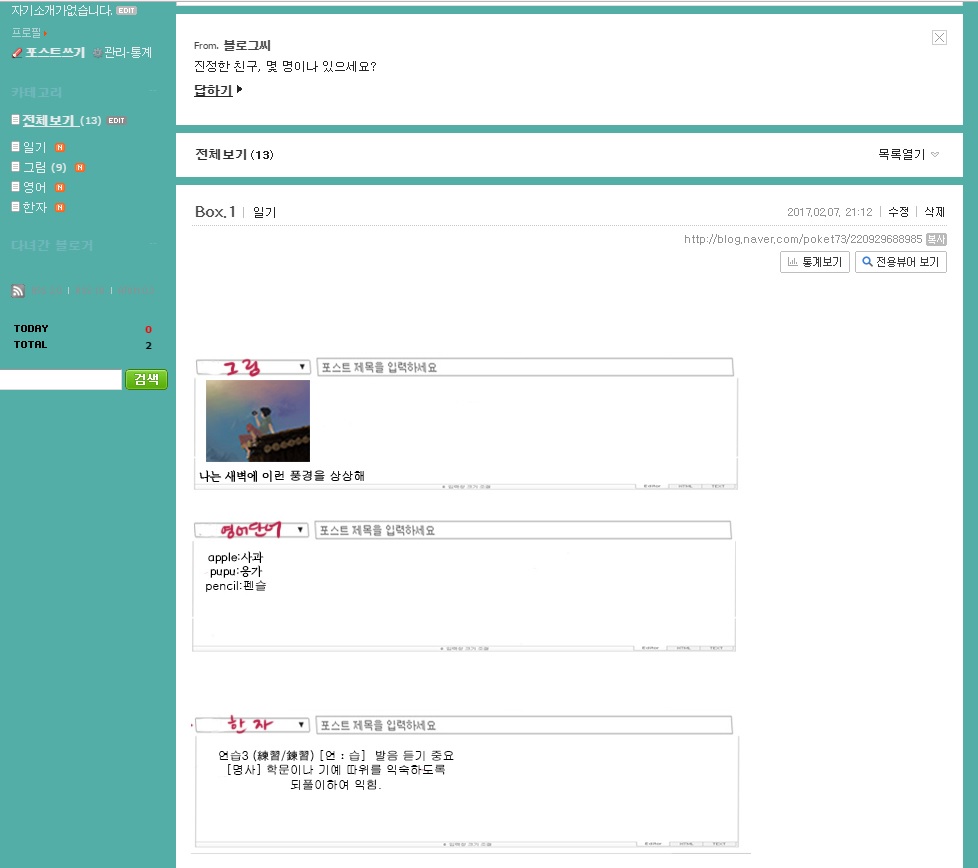 자기소개가없습니다. EDIT
프로필
포스트쓰기 관리·통계
카테고리
전체보기 (13) EDIT
일기 N
그림 (9) N
영어 N
한자 N
다녀간 블로거
TODAY 0
TOTAL 2
검색
From. 블로그씨
진정한 친구, 몇 명이나 있으세요?
답하기
전체보기 (13) 목록열기
Box.1 | 일기 2017.02.07. 21:12 | 수정 | 삭제
http://blog.naver.com/poket73/220929688985 복사
통계보기 전용뷰어 보기
그림 ▼ 포스트 제목을 입력하세요
나는 새벽에 이런 풍경을 상상해
Editor HTML TEXT
영어단어 ▼ 포스트 제목을 입력하세요
apple:사과
pupu:응가
pencil:펜슬
Editor HTML TEXT
한자 ▼ 포스트 제목을 입력하세요
연습3 (練習/鍊習) [연ː습] 발음 듣기 중요
[명사] 학문이나 기예 따위를 익숙하도록
되풀이하여 익힘.
Editor HTML TEXT